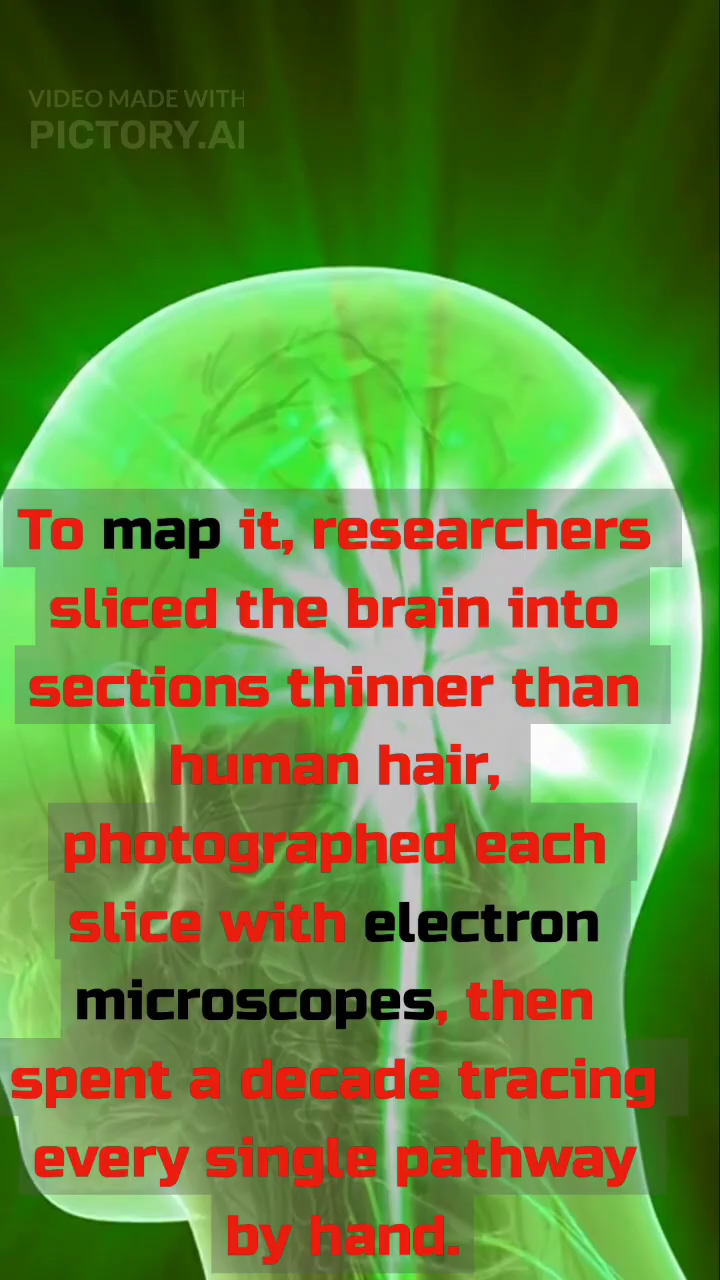 VIDEO MADE WITH
PICTORY.AI
To map it, researchers
sliced the brain into
sections thinner than
human hair,
photographed each
slice with electron
microscopes, then
spent a decade tracing
every single pathway
by hand.